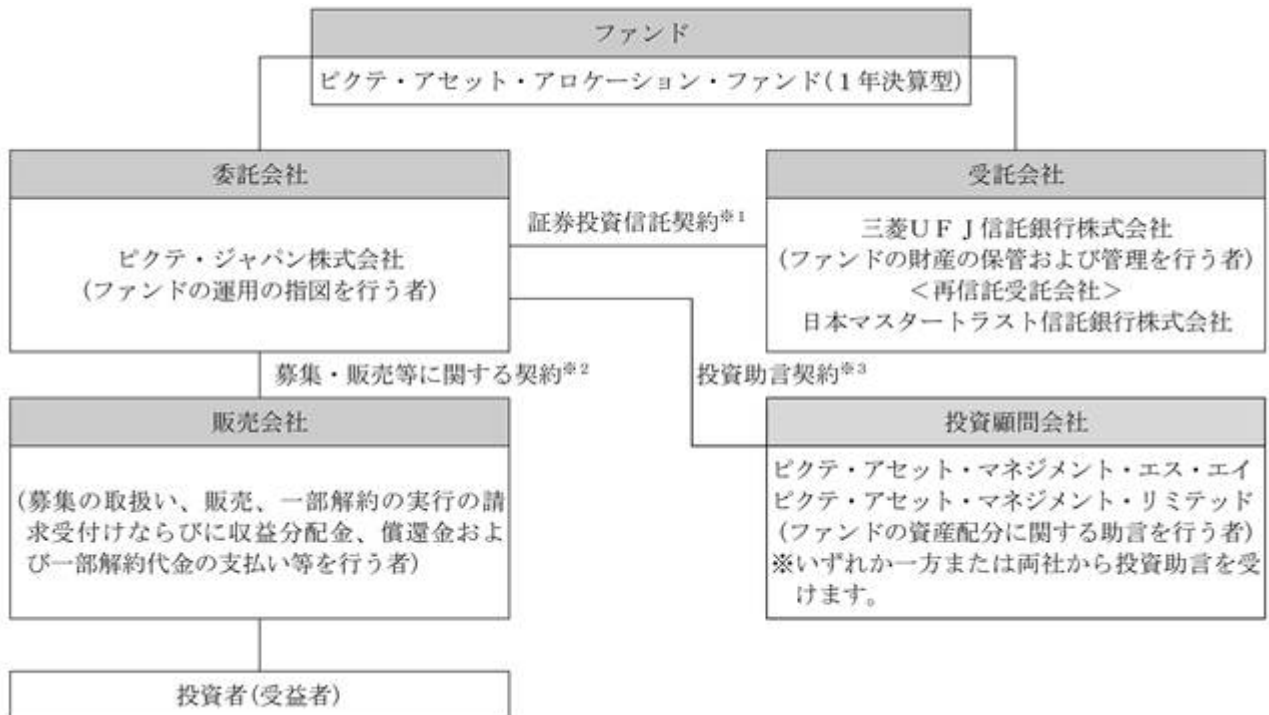 ファンド
ピクテ・アセット・アロケーション・ファンド(1年決算型)
委託会社
ピクテ・ジャパン株式会社
(ファンドの運用の指図を行う者)
証券投資信託契約※1
受託会社
三菱UFJ信託銀行株式会社
(ファンドの財産の保管および管理を行う者)
<再信託受託会社>
日本マスタートラスト信託銀行株式会社
募集・販売等に関する契約※2
投資助言契約※3
販売会社
(募集の取扱い、販売、一部解約の実行の請
求受付けならびに収益分配金、償還金およ
び一部解約代金の支払い等を行う者)
投資顧問会社
ピクテ・アセット・マネジメント・エス・エイ
ピクテ・アセット・マネジメント・リミテッド
(ファンドの資産配分に関する助言を行う者)
※いずれか一方または両社から投資助言を受
けます。
投資者(受益者)